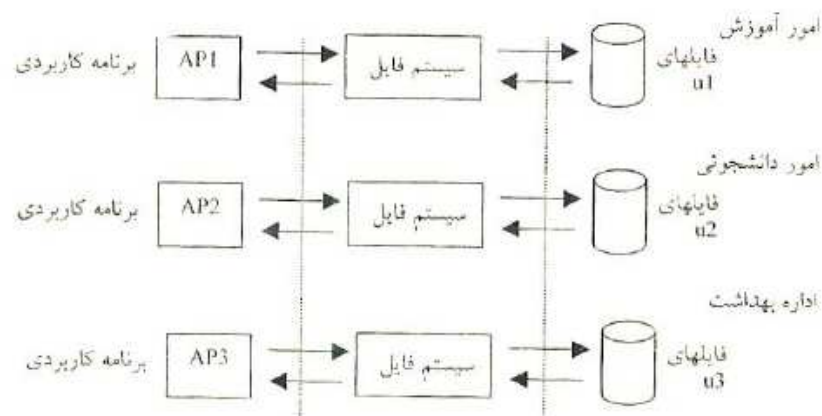 امور آموزش
فایلهای
u1
سیستم فایل
AP1
برنامه کاربردی
امور دانشجوئی
فایلهای
u2
سیستم فایل
AP2
برنامه کاربردی
اداره بهداشت
فایلهای
u3
سیستم فایل
AP3
برنامه کاربردی